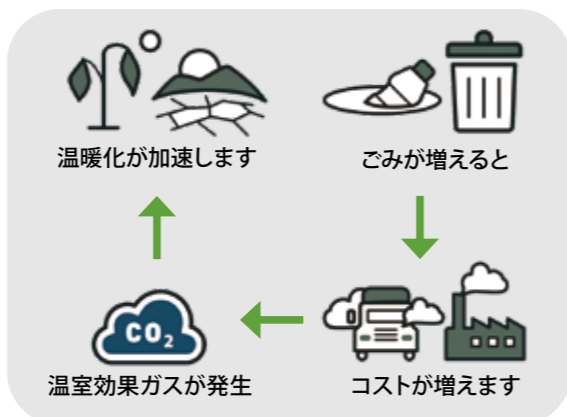 ごみが増えると
コストが増えます
CO₂
温室効果ガスが発生
温暖化が加速します